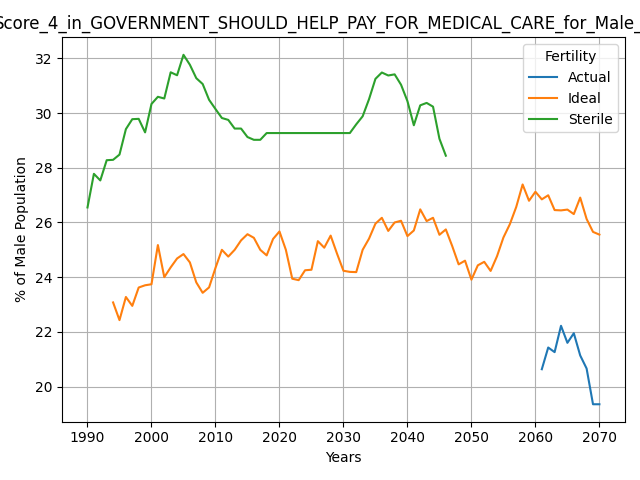 Score_4_in_GOVERNMENT_SHOULD_HELP_PAY_FOR_MEDICAL_CARE_for_Male_
Fertility
Actual
Ideal
Sterile
% of Male Population
32
30
28
26
24
22
20
1990 2000 2010 2020 2030 2040 2050 2060 2070
Years